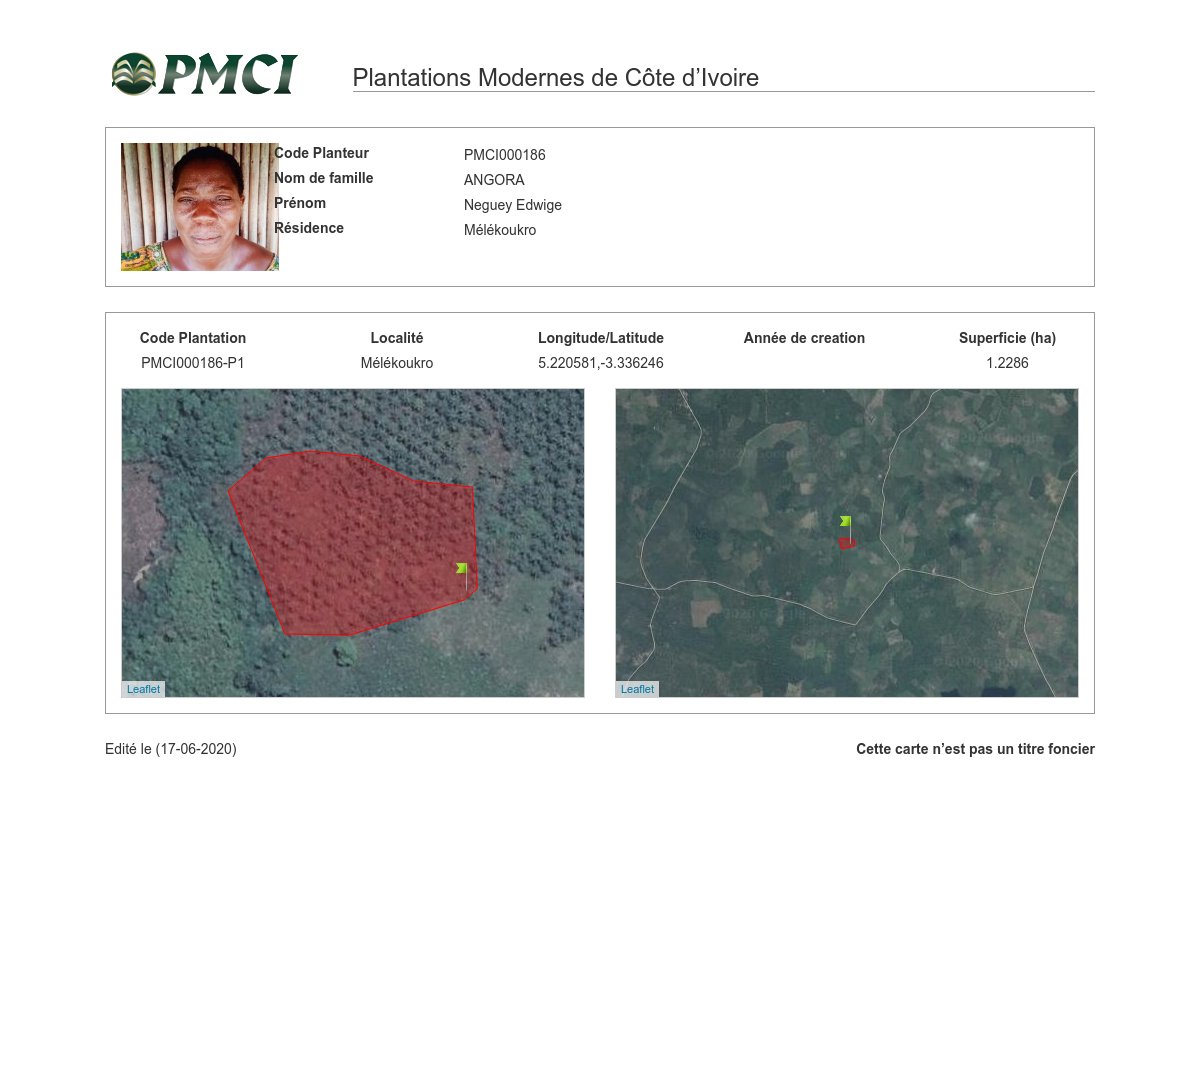 PMCI
Plantations Modernes de Côte d’Ivoire
Code Planteur PMCI000186
Nom de famille ANGORA
Prénom Neguey Edwige
Résidence Mélékoukro
Code Plantation Localité Longitude/Latitude Année de creation Superficie (ha)
PMCI000186-P1 Mélékoukro 5.220581,-3.336246 1.2286
Leaflet Leaflet
Edité le (17-06-2020) Cette carte n’est pas un titre foncier